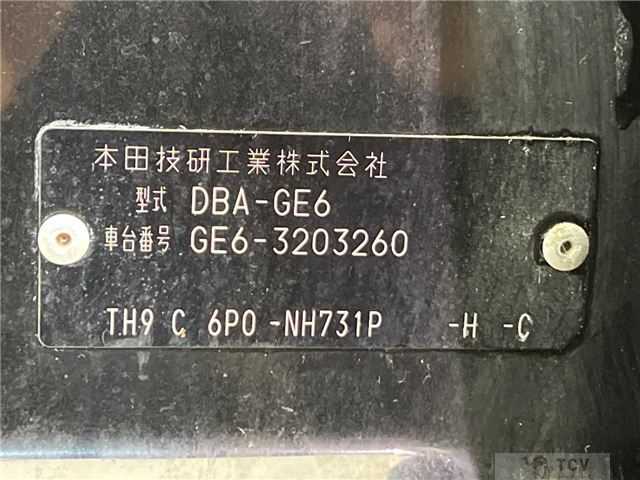 本田技研工業株式会社
型式 DBA-GE6
車台番号 GE6-3203260
TH9 C 6P0 -NH731P -H -C
TCV